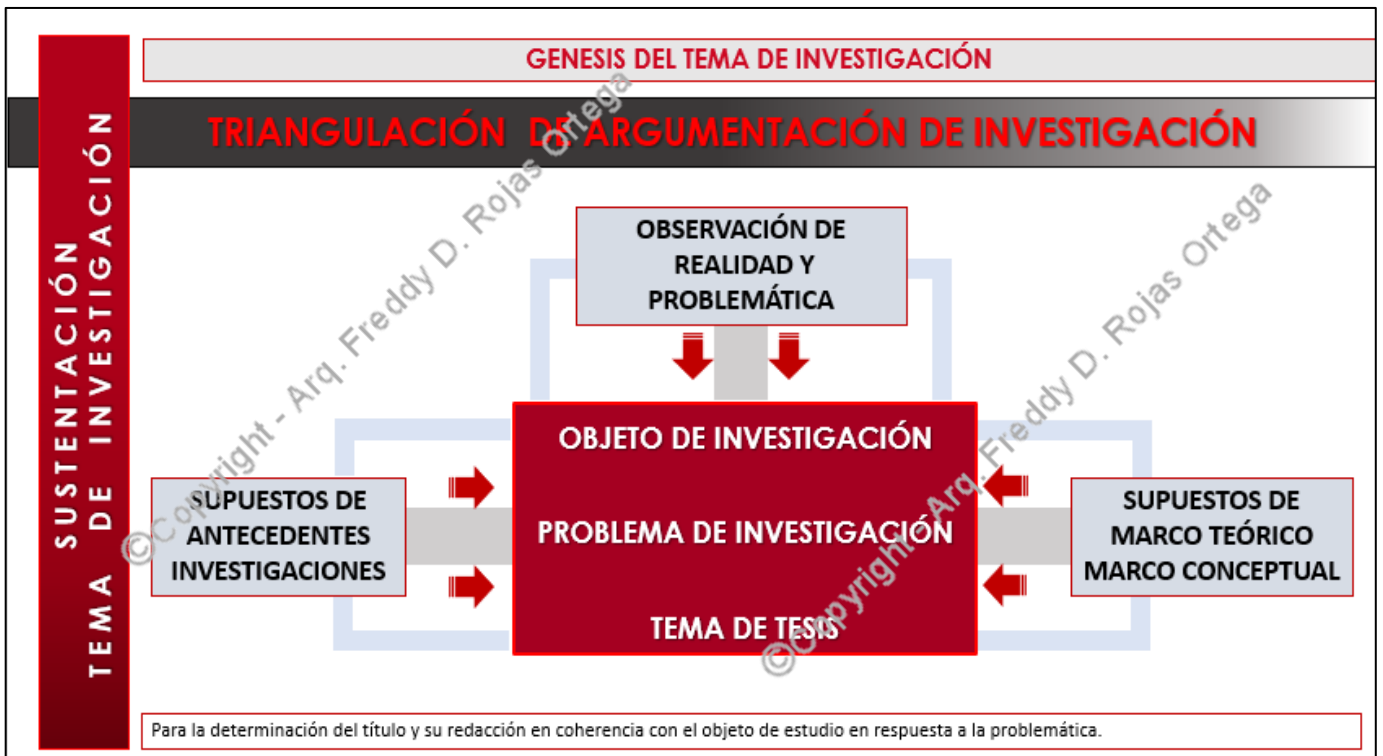 GENESIS DEL TEMA DE INVESTIGACIÓN
TRIANGULACIÓN DE ARGUMENTACIÓN DE INVESTIGACIÓN
SUSTENTACIÓN
TEMA DE INVESTIGACIÓN
OBSERVACIÓN DE
REALIDAD Y
PROBLEMÁTICA
SUPUESTOS DE
ANTECEDENTES
INVESTIGACIONES
OBJETO DE INVESTIGACIÓN
PROBLEMA DE INVESTIGACIÓN
TEMA DE TESIS
SUPUESTOS DE
MARCO TEÓRICO
MARCO CONCEPTUAL
Para la determinación del título y su redacción en coherencia con el objeto de estudio en respuesta a la problemática.
©Copyright - Arq. Freddy D. Rojas Ortega
©Copyright - Arq. Freddy D. Rojas Ortega